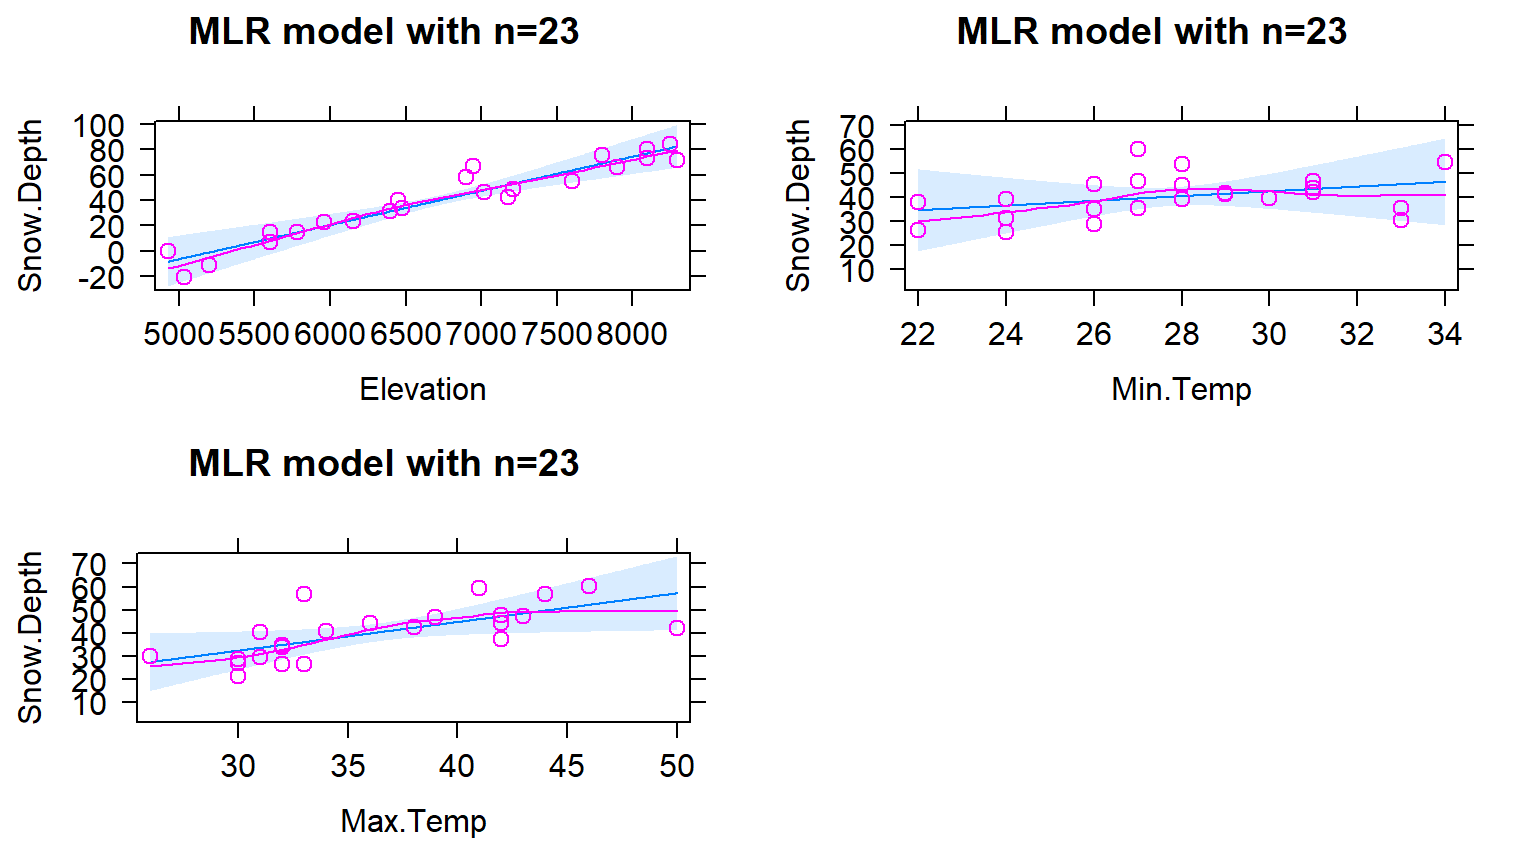 MLR model with n=23
Snow.Depth
100
80
60
40
20
0
-20
5000 5500 6000 6500 7000 7500 8000
Elevation
MLR model with n=23
Snow.Depth
70
60
50
40
30
20
10
22 24 26 28 30 32 34
Min.Temp
MLR model with n=23
Snow.Depth
70
60
50
40
30
20
10
30 35 40 45 50
Max.Temp